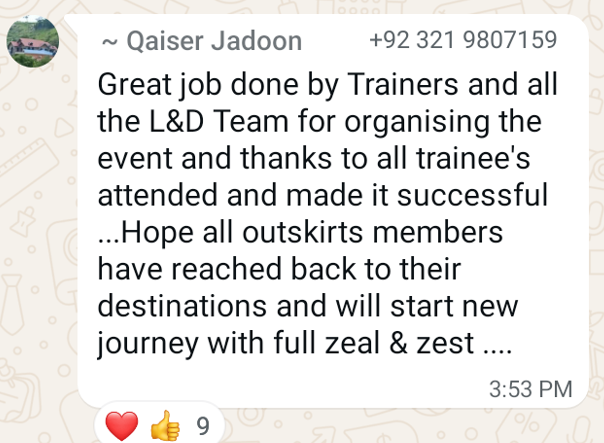 ~ Qaiser Jadoon +92 321 9807159
Great job done by Trainers and all
the L&D Team for organising the
event and thanks to all trainee's
attended and made it successful
...Hope all outskirts members
have reached back to their
destinations and will start new
journey with full zeal & zest ....
3:53 PM
❤️ 👍 9